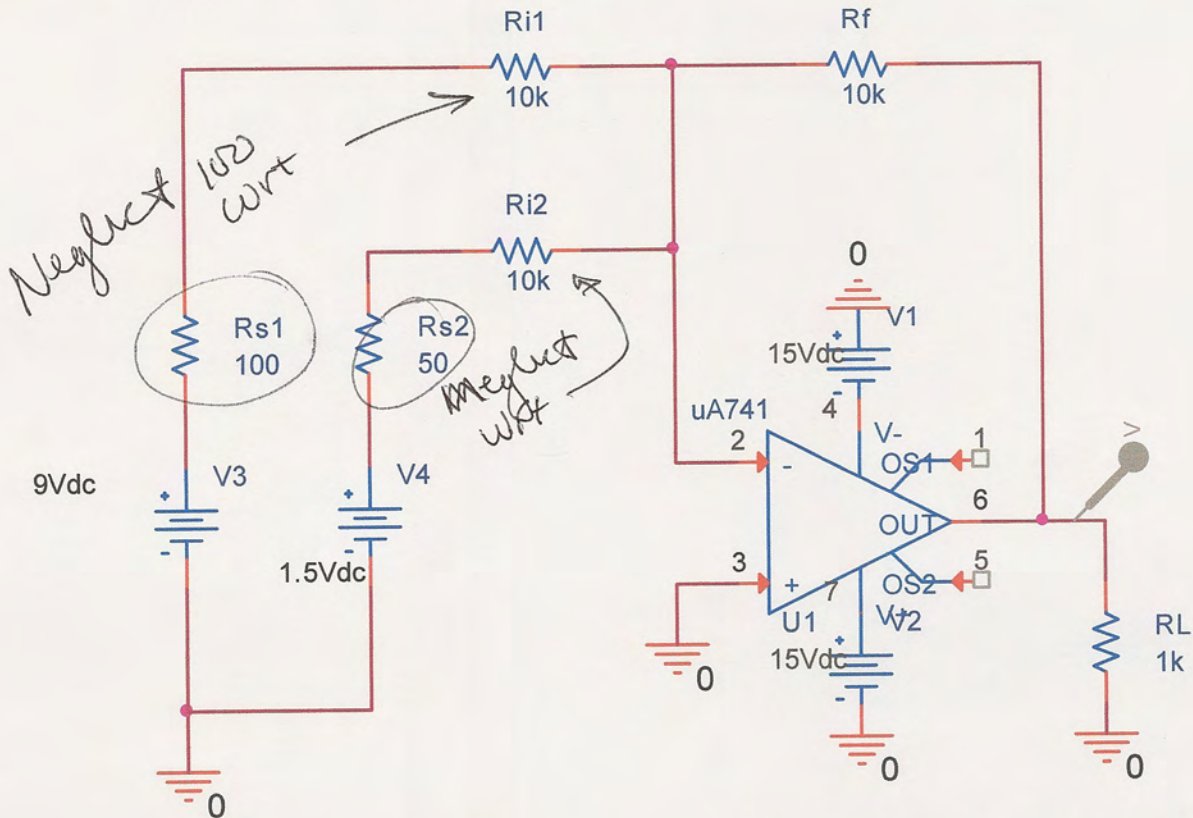 Ri1
10k
Rf
10k
Neglect 100
wrt
Ri2
10k
Rs1
100
Rs2
50
Neglect
wrt
0
V1
15Vdc
+
-
4
uA741
V-
1
2
-
OS1
6
OUT
3
+
7
OS2
5
U1
V+
V2
15Vdc
+
-
0
0
V3
9Vdc
+
-
V4
1.5Vdc
+
-
V
RL
1k
0
0